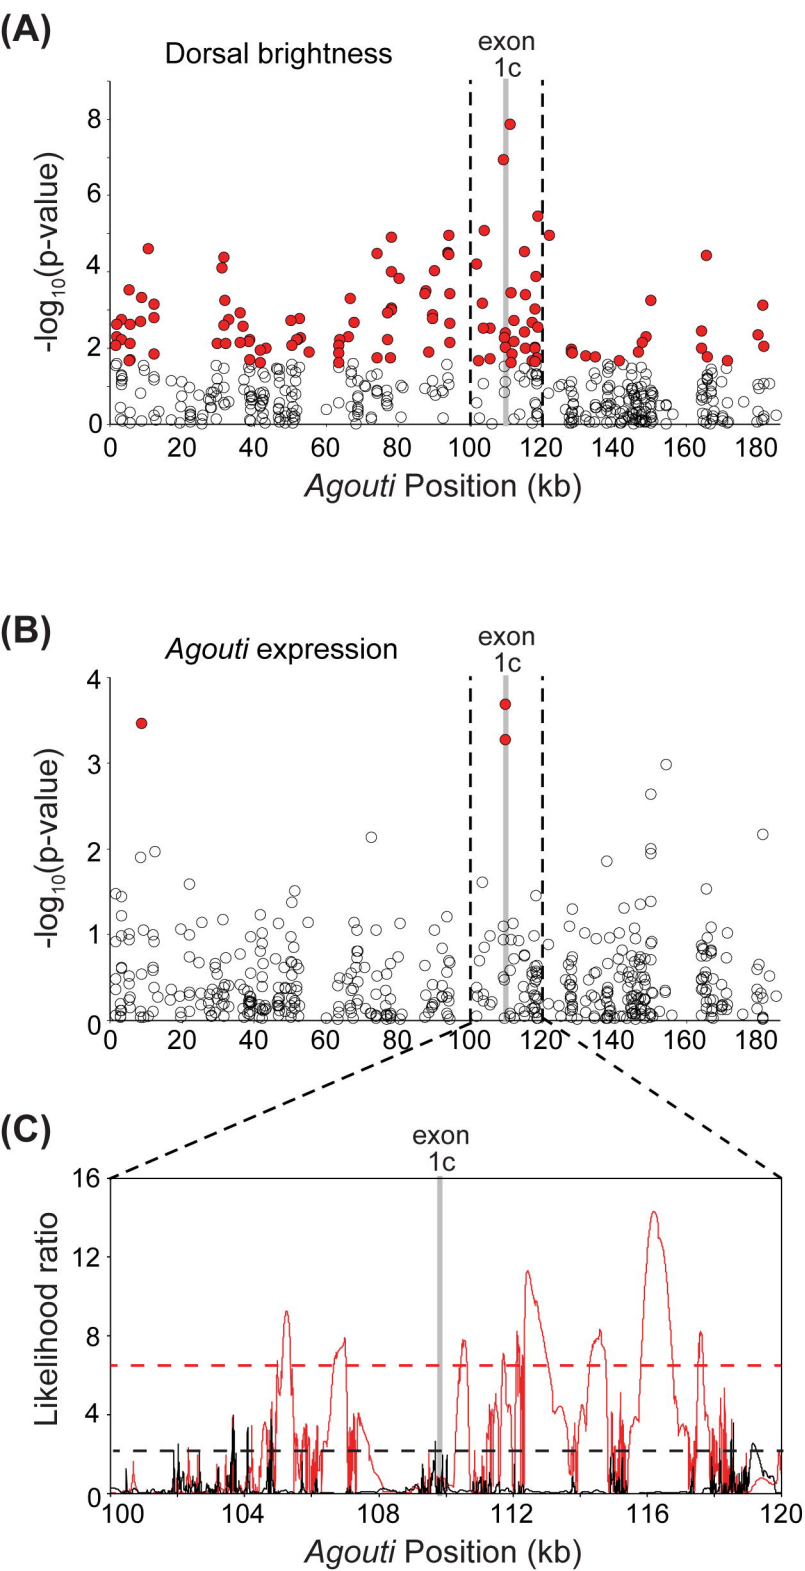 (A)
Dorsal brightness
exon
1c
-log10(p-value)
8
6
4
2
0
0 20 40 60 80 100 120 140 160 180
Agouti Position (kb)
(B)
Agouti expression
exon
1c
-log10(p-value)
4
3
2
1
0
0 20 40 60 80 100 120 140 160 180
(C)
exon
1c
Likelihood ratio
16
12
8
4
0
100 104 108 112 116 120
Agouti Position (kb)